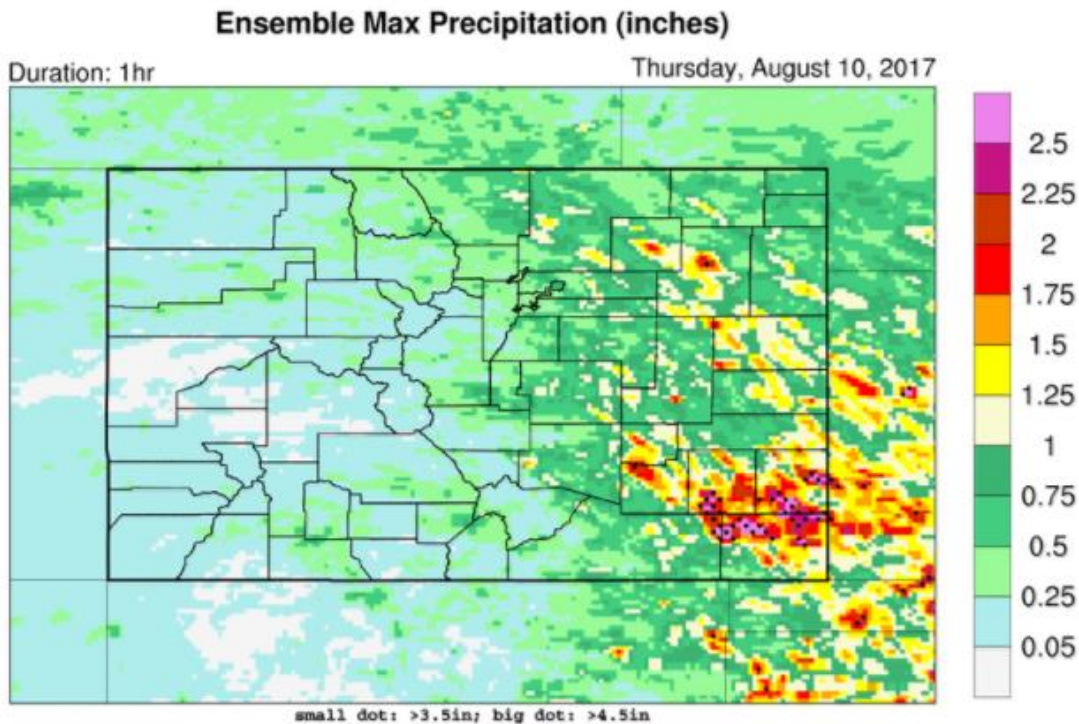 Ensemble Max Precipitation (inches)
Duration: 1hr
Thursday, August 10, 2017
2.5
2.25
2
1.75
1.5
1.25
1
0.75
0.5
0.25
0.05
small dot: >3.5in; big dot: >4.5in